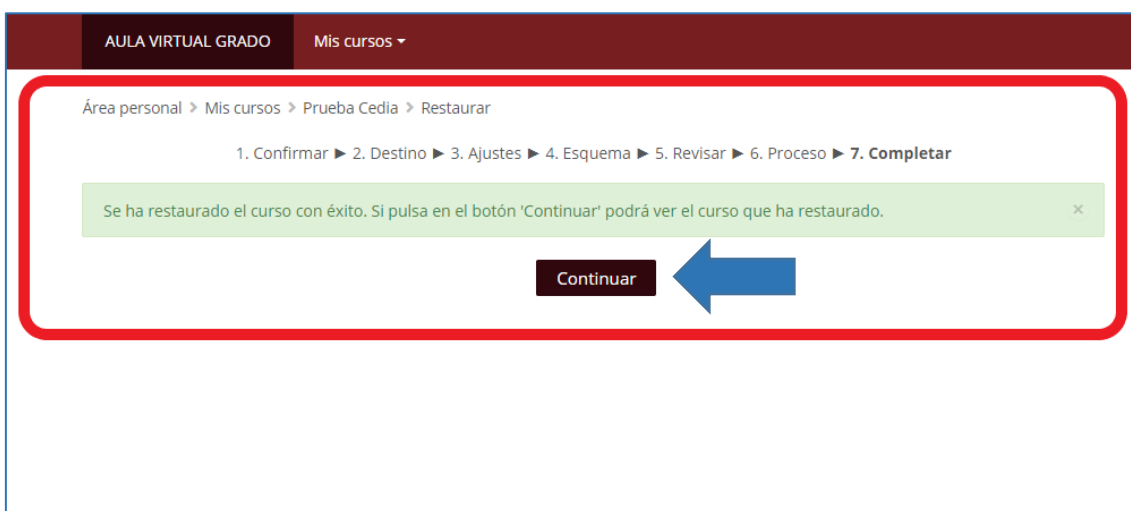 AULA VIRTUAL GRADO Mis cursos
Área personal > Mis cursos > Prueba Cedia > Restaurar
1. Confirmar ► 2. Destino ► 3. Ajustes ► 4. Esquema ► 5. Revisar ► 6. Proceso ► 7. Completar
Se ha restaurado el curso con éxito. Si pulsa en el botón 'Continuar' podrá ver el curso que ha restaurado. ×
Continuar